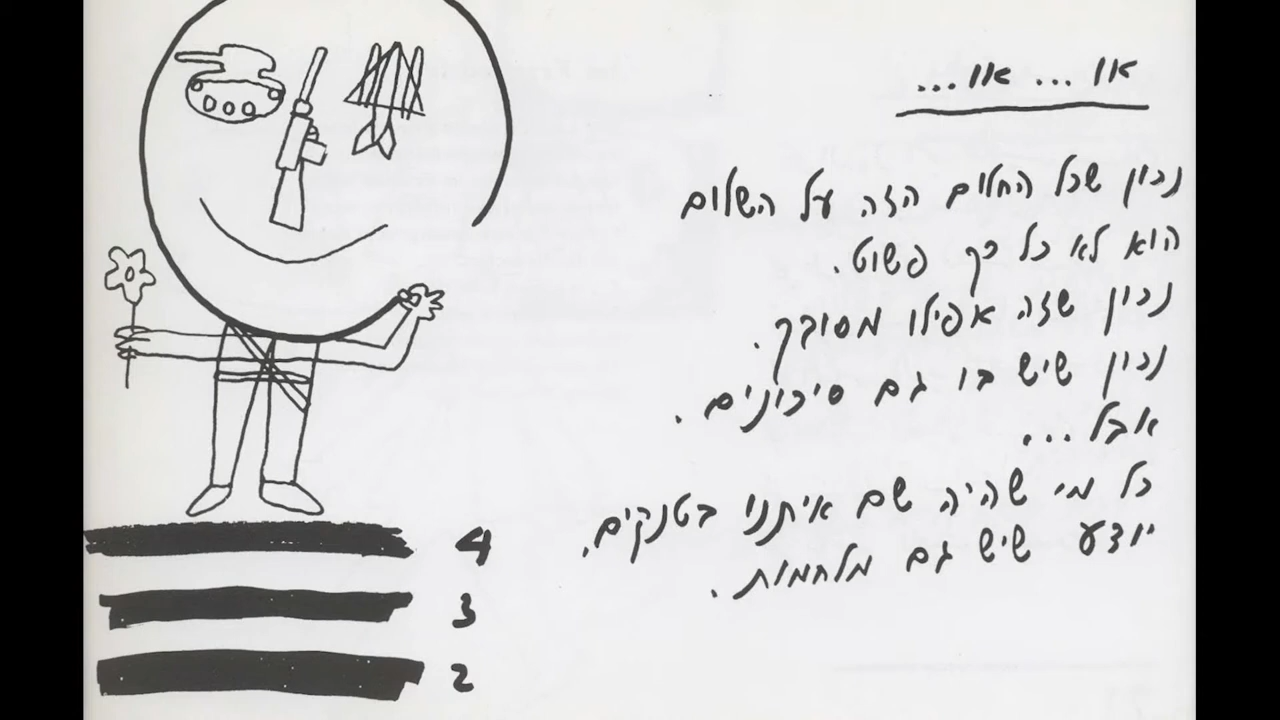 או ... או ...
נכון שכל החלום הזה על השלום
הוא לא כל כך פשוט.
נכון שזה אפילו מסובך.
נכון שיש בו גם סיכונים.
אבל...
כל מי שהיה שם איתנו בטנקים,
יודע שיש גם מלחמות.
4
3
2